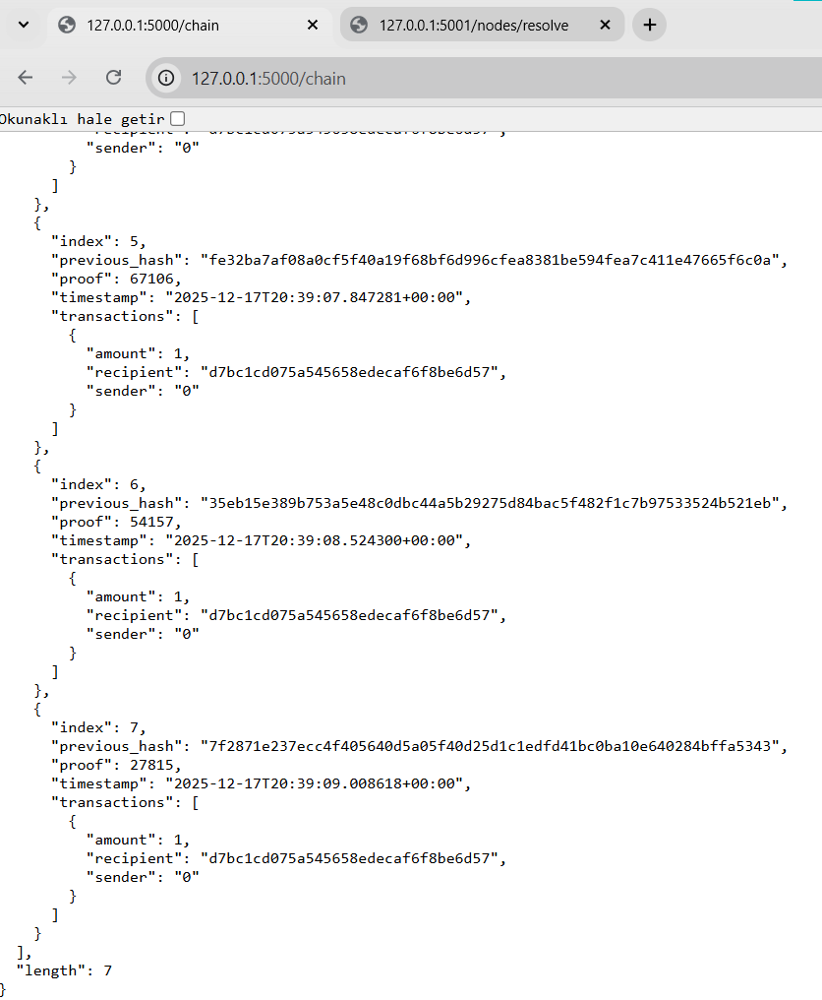 127.0.0.1:5000/chain
127.0.0.1:5001/nodes/resolve
127.0.0.1:5000/chain
Okunaklı hale getir
"sender": "0"
}
]
},
{
"index": 5,
"previous_hash": "fe32ba7af08a0cf5f40a19f68bf6d996cfea8381be594fea7c411e47665f6c0a",
"proof": 67106,
"timestamp": "2025-12-17T20:39:07.847281+00:00",
"transactions": [
{
"amount": 1,
"recipient": "d7bc1cd075a545658edecaf6f8be6d57",
"sender": "0"
}
]
},
{
"index": 6,
"previous_hash": "35eb15e389b753a5e48c0dbc44a5b29275d84bac5f482f1c7b97533524b521eb",
"proof": 54157,
"timestamp": "2025-12-17T20:39:08.524300+00:00",
"transactions": [
{
"amount": 1,
"recipient": "d7bc1cd075a545658edecaf6f8be6d57",
"sender": "0"
}
]
},
{
"index": 7,
"previous_hash": "7f2871e237ecc4f405640d5a05f40d25d1c1edfd41bc0ba10e640284bffa5343",
"proof": 27815,
"timestamp": "2025-12-17T20:39:09.008618+00:00",
"transactions": [
{
"amount": 1,
"recipient": "d7bc1cd075a545658edecaf6f8be6d57",
"sender": "0"
}
]
}
],
"length": 7
}